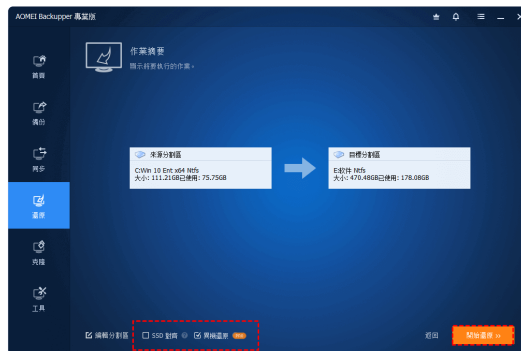 AOMEI Backupper 專業版
作業摘要
顯示將要執行的作業。
首頁
備份
同步
還原
克隆
工具
來源分割區
C:Win 10 Ent x64 Ntfs
大小: 111.21GB已使用: 75.75GB
目標分割區
E:软件 Ntfs
大小: 470.48GB已使用: 178.08GB
編輯分割區
SSD 對齊
異機還原
返回
開始還原 >>